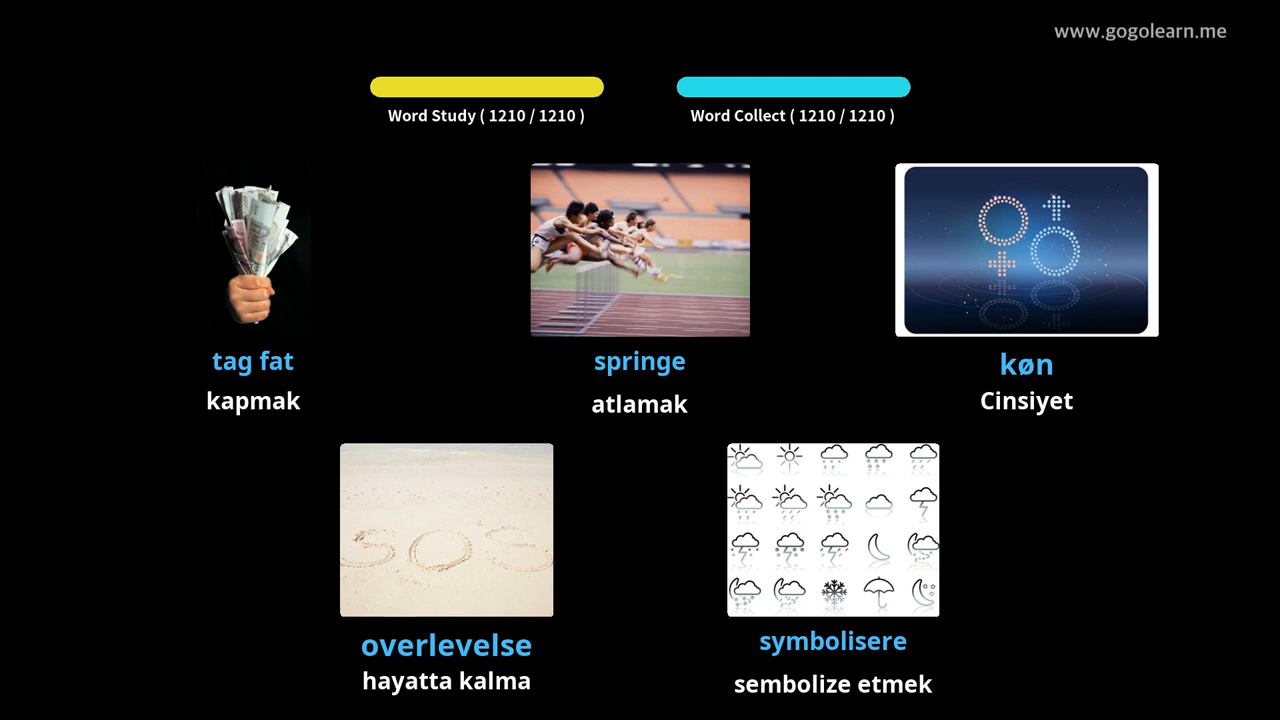 www.gogolearn.me
Word Study ( 1210 / 1210 )
Word Collect ( 1210 / 1210 )
tag fat
kapmak
springe
atlamak
køn
Cinsiyet
SOS
overlevelse
hayatta kalma
symbolisere
sembolize etmek